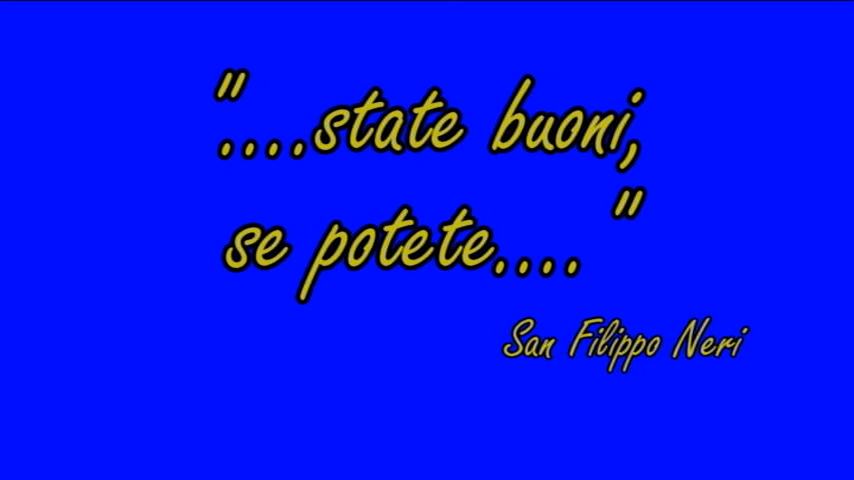 "....state buoni,
se potete.... "
San Filippo Neri